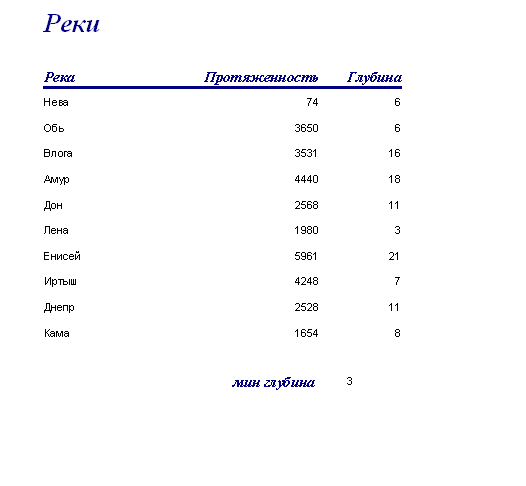 Реки
Река Протяженность Глубина
Нева 74 6
Обь 3650 6
Влога 3531 16
Амур 4440 18
Дон 2568 11
Лена 1980 3
Енисей 5961 21
Иртыш 4248 7
Днепр 2528 11
Кама 1654 8
мин глубина 3